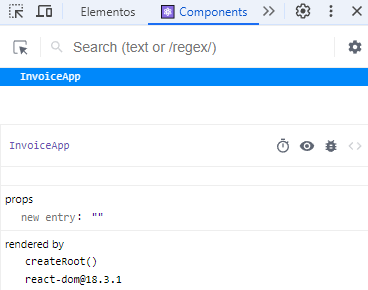 Elementos Components
Search (text or /regex/)
InvoiceApp
InvoiceApp
props
new entry: ""
rendered by
createRoot()
react-dom@18.3.1